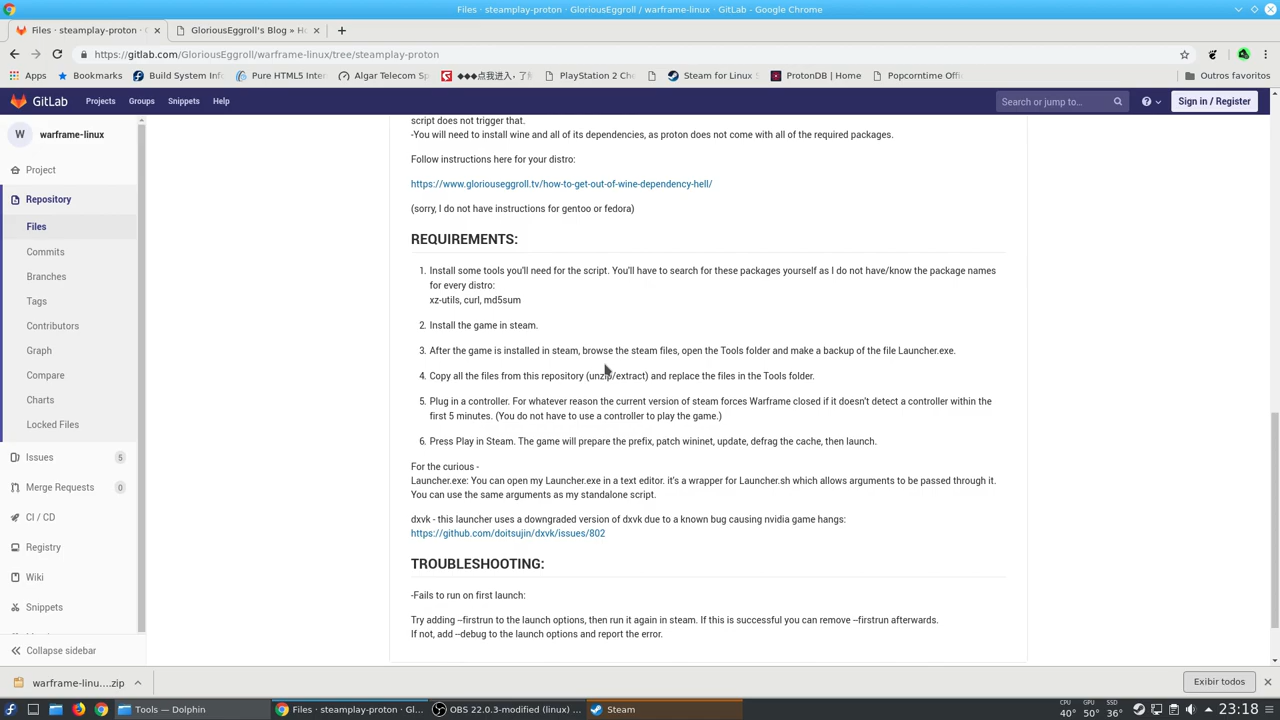 Files · steamplay-proton · GloriousEggroll / warframe-linux · GitLab - Google Chrome
Files · steamplay-proton ·
GloriousEggroll's Blog »
https://gitlab.com/GloriousEggroll/warframe-linux/tree/steamplay-proton
Apps
Bookmarks
Build System Inf
Pure HTML5 Inte
Algar Telecom Sp
◆◆◆点我进入，了
PlayStation 2 Ch
Steam for Linux
ProtonDB | Home
Popcorntime Offi
Outros favoritos
GitLab
Projects
Groups
Snippets
Help
Search or jump to...
Sign in / Register
W
warframe-linux
Project
Repository
Files
Commits
Branches
Tags
Contributors
Graph
Compare
Charts
Locked Files
Issues
5
Merge Requests
0
CI / CD
Registry
Wiki
Snippets
Collapse sidebar
script does not trigger that.
-You will need to install wine and all of its dependencies, as proton does not come with all of the required packages.
Follow instructions here for your distro:
https://www.gloriouseggroll.tv/how-to-get-out-of-wine-dependency-hell/
(sorry, I do not have instructions for gentoo or fedora)
REQUIREMENTS:
1. Install some tools you'll need for the script. You'll have to search for these packages yourself as I do not have/know the package names
for every distro:
xz-utils, curl, md5sum
2. Install the game in steam.
3. After the game is installed in steam, browse the steam files, open the Tools folder and make a backup of the file Launcher.exe.
4. Copy all the files from this repository (unzip/extract) and replace the files in the Tools folder.
5. Plug in a controller. For whatever reason the current version of steam forces Warframe closed if it doesn't detect a controller within the
first 5 minutes. (You do not have to use a controller to play the game.)
6. Press Play in Steam. The game will prepare the prefix, patch wininet, update, defrag the cache, then launch.
For the curious -
Launcher.exe: You can open my Launcher.exe in a text editor. it's a wrapper for Launcher.sh which allows arguments to be passed through it.
You can use the same arguments as my standalone script.
dxvk - this launcher uses a downgraded version of dxvk due to a known bug causing nvidia game hangs:
https://github.com/doitsujin/dxvk/issues/802
TROUBLESHOOTING:
-Fails to run on first launch:
Try adding --firstrun to the launch options, then run it again in steam. If this is successful you can remove --firstrun afterwards.
If not, add --debug to the launch options and report the error.
warframe-linu....zip
Exibir todos
Tools — Dolphin
Files · steamplay-proton · Gl...
OBS 22.0.3-modified (linux) ...
Steam
CPU
40°
GPU
50°
SSD
36°
23:18